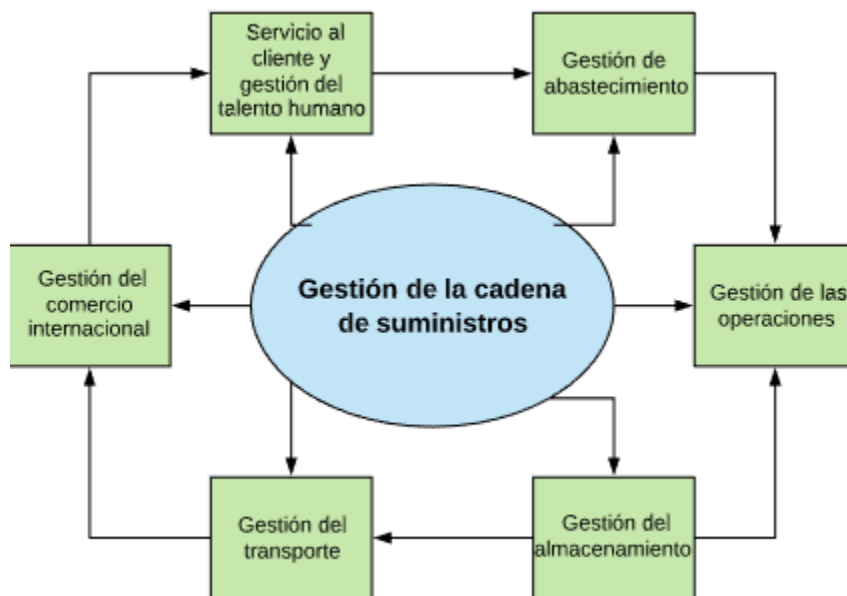 Servicio al
cliente y
gestión del
talento humano
Gestión de
abastecimiento
Gestión del
comercio
internacional
Gestión de la cadena
de suministros
Gestión de las
operaciones
Gestión del
transporte
Gestión del
almacenamiento